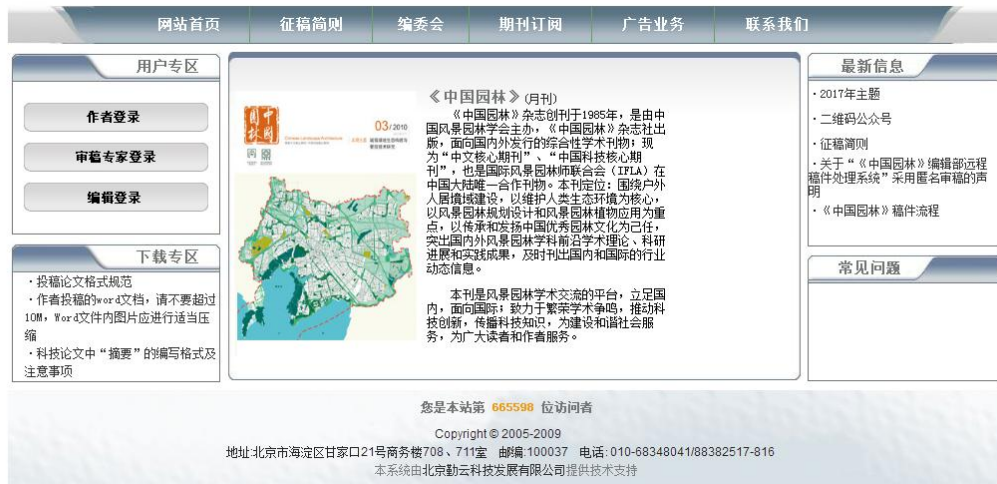 网站首页 征稿简则 编委会 期刊订阅 广告业务 联系我们
用户专区
作者登录
审稿专家登录
编辑登录
下载专区
·投稿论文格式规范
·作者投稿的word文档，请不要超过
10M，Word文件内图片应进行适当压
缩
·科技论文中“摘要”的编写格式及
注意事项
中国园林
03/2010
《中国园林》(月刊)
《中国园林》杂志创刊于1985年，是由中
国风景园林学会主办，《中国园林》杂志社出
版，面向国内外发行的综合性学术刊物；现
为“中文核心期刊”、“中国科技核心期
刊”，也是国际风景园林师联合会（IFLA）在
中国大陆唯一合作刊物。本刊定位：围绕户外
人居境域建设，以维护人类生态环境为核心，
以风景园林规划设计和风景园林植物应用为重
点，以传承和发扬中国优秀园林文化为己任，
突出国内外风景园林学科前沿学术理论、科研
进展和实践成果，及时刊出国内和国际的行业
动态信息。
本刊是风景园林学术交流的平台，立足国
内，面向国际；致力于繁荣学术争鸣，推动科
技创新，传播科技知识，为建设和谐社会服
务，为广大读者和作者服务。
最新信息
·2017年主题
·二维码公众号
·征稿简则
·关于“《中国园林》编辑部远程
稿件处理系统”采用匿名审稿的声
明
·《中国园林》稿件流程
常见问题
您是本站第 665598 位访问者
Copyright © 2005-2009
地址:北京市海淀区甘家口21号商务楼708、711室 邮编:100037 电话:010-68348041/88382517-816
本系统由北京勤云科技发展有限公司提供技术支持